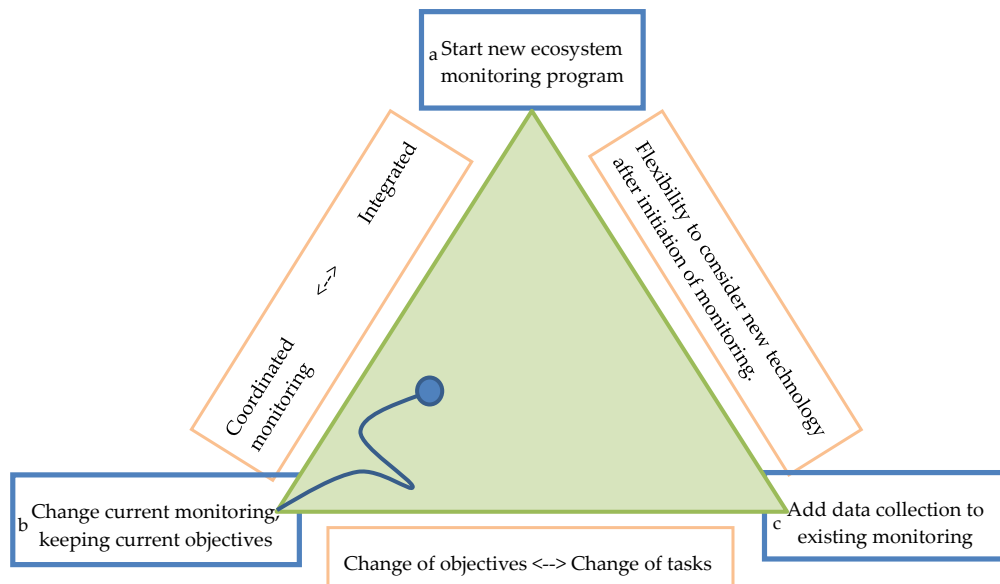 a Start new ecosystem
monitoring program
Integrated
<-->
Coordinated
monitoring
Flexibility to consider new technology
after initiation of monitoring.
b Change current monitoring,
keeping current objectives
c Add data collection to
existing monitoring
Change of objectives <--> Change of tasks